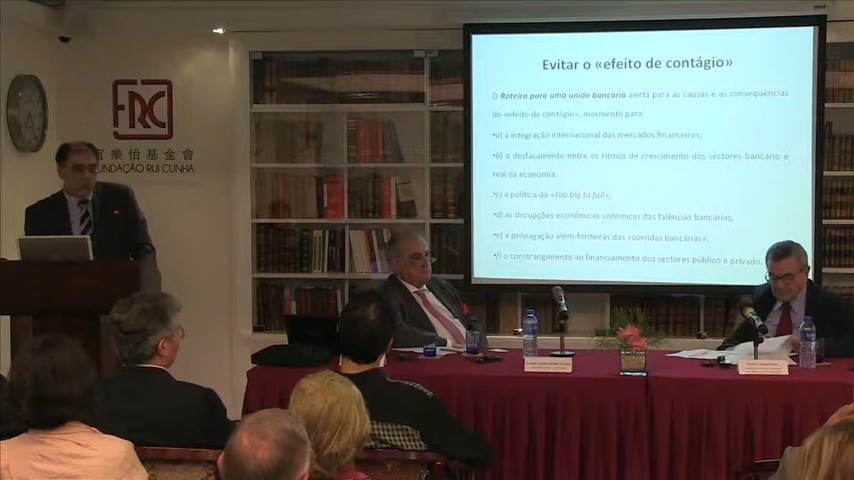 Evitar o «efeito de contágio»
O Roteiro para uma união bancária alerta para as causas e as consequências
do «efeito de contágio», mormente para:
•a) a integração internacional dos mercados financeiros;
•b) o desfasamento entre os ritmos de crescimento dos sectores bancário e
real da economia;
•c) a política do «too big to fail»;
•d) as disrupções económicas sistémicas das falências bancárias;
•e) a propagação além-fonteiras das «corridas bancárias»;
•f) o constrangimento ao financiamento dos sectores público e privado.
FRC
官樂怡基金會
FUNDAÇÃO RUI CUNHA